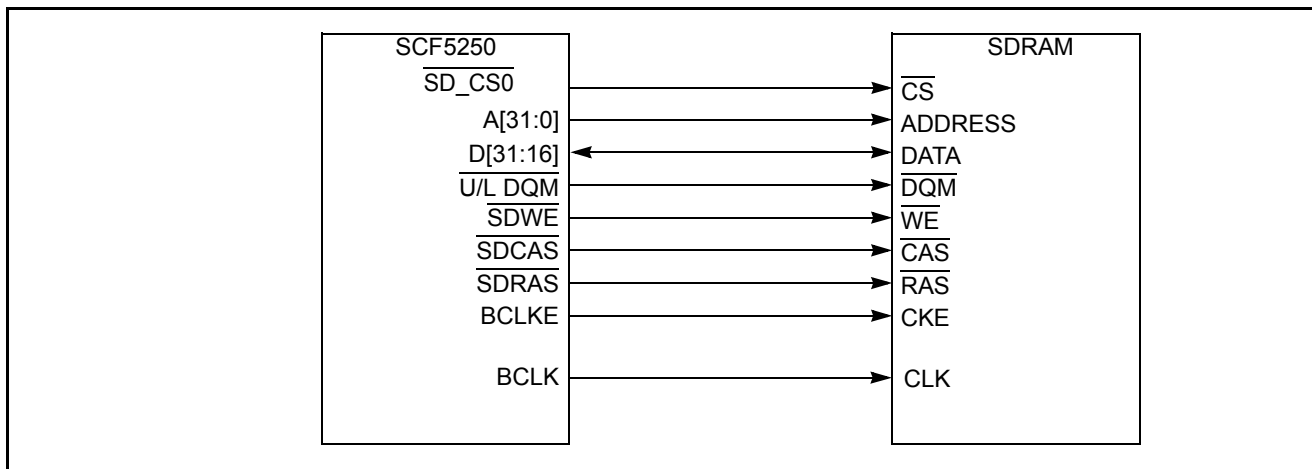 SCF5250
SD_CS0
A[31:0]
D[31:16]
U/L DQM
SDWE
SDCAS
SDRAS
BCLKE
BCLK
SDRAM
CS
ADDRESS
DATA
DQM
WE
CAS
RAS
CKE
CLK